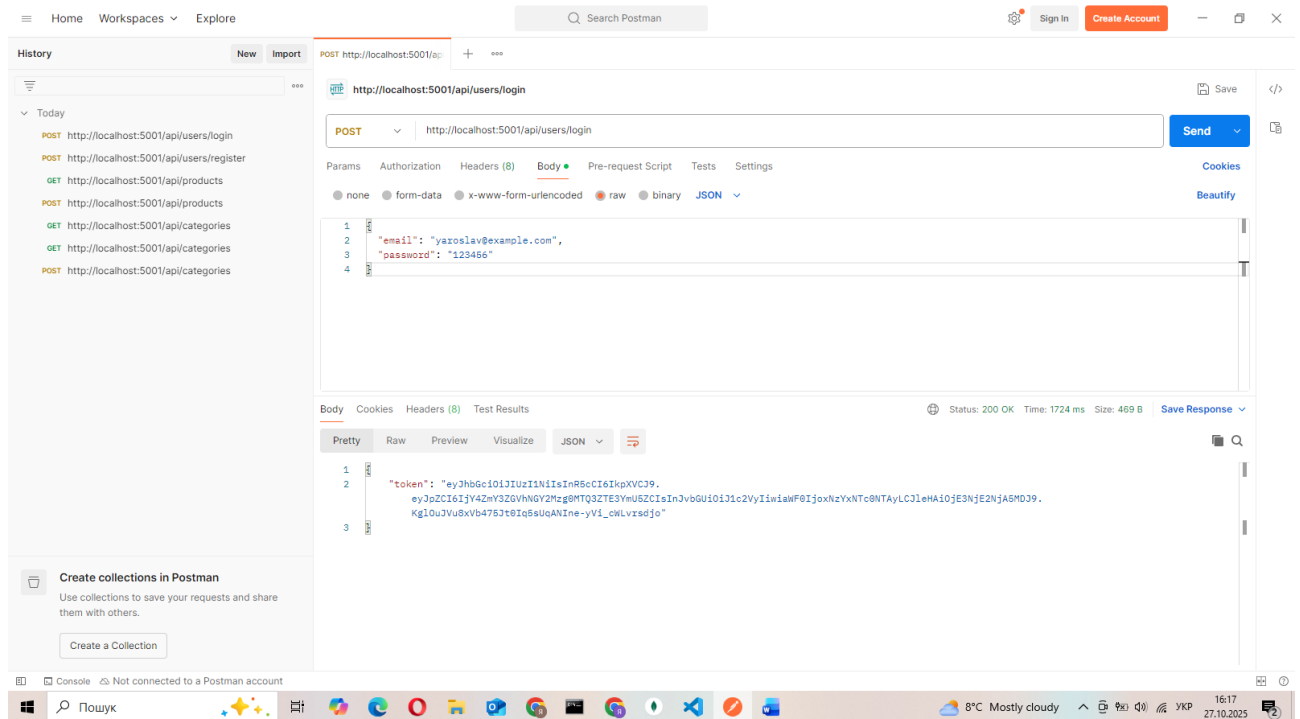 Home Workspaces Explore
Search Postman
Sign In Create Account
History New Import
POST http://localhost:5001/ap
HTTP http://localhost:5001/api/users/login
Save
Today
POST http://localhost:5001/api/users/login
POST http://localhost:5001/api/users/register
GET http://localhost:5001/api/products
POST http://localhost:5001/api/products
GET http://localhost:5001/api/categories
GET http://localhost:5001/api/categories
POST http://localhost:5001/api/categories
POST http://localhost:5001/api/users/login Send
Params Authorization Headers (8) Body Pre-request Script Tests Settings Cookies
none form-data x-www-form-urlencoded raw binary JSON Beautify
1 {
2 "email": "yaroslav@example.com",
3 "password": "123456"
4 }
Body Cookies Headers (8) Test Results
Status: 200 OK Time: 1724 ms Size: 469 B Save Response
Pretty Raw Preview Visualize JSON
1 {
2 "token": "eyJhbGciOiJIUzI1NiIsInR5cCI6IkpXVCJ9.
eyJpZCI6IjY4ZmY3ZGVhNGY2Mzg0MTQ3ZTE3YmU5ZCIsInJvbGUiOiJ1c2VyIiwiaWF0IjoxNzYxNTc0NTAyLCJleHAiOjE3NjE2NjA5MDJ9.
KglOuJVu8xVb475Jt0Iq5sUqANIne-yVi_cWLvrsdjo"
3 }
Create collections in Postman
Use collections to save your requests and share
them with others.
Create a Collection
Console Not connected to a Postman account
Пошук
8°C Mostly cloudy
УКР
16:17
27.10.2025
2